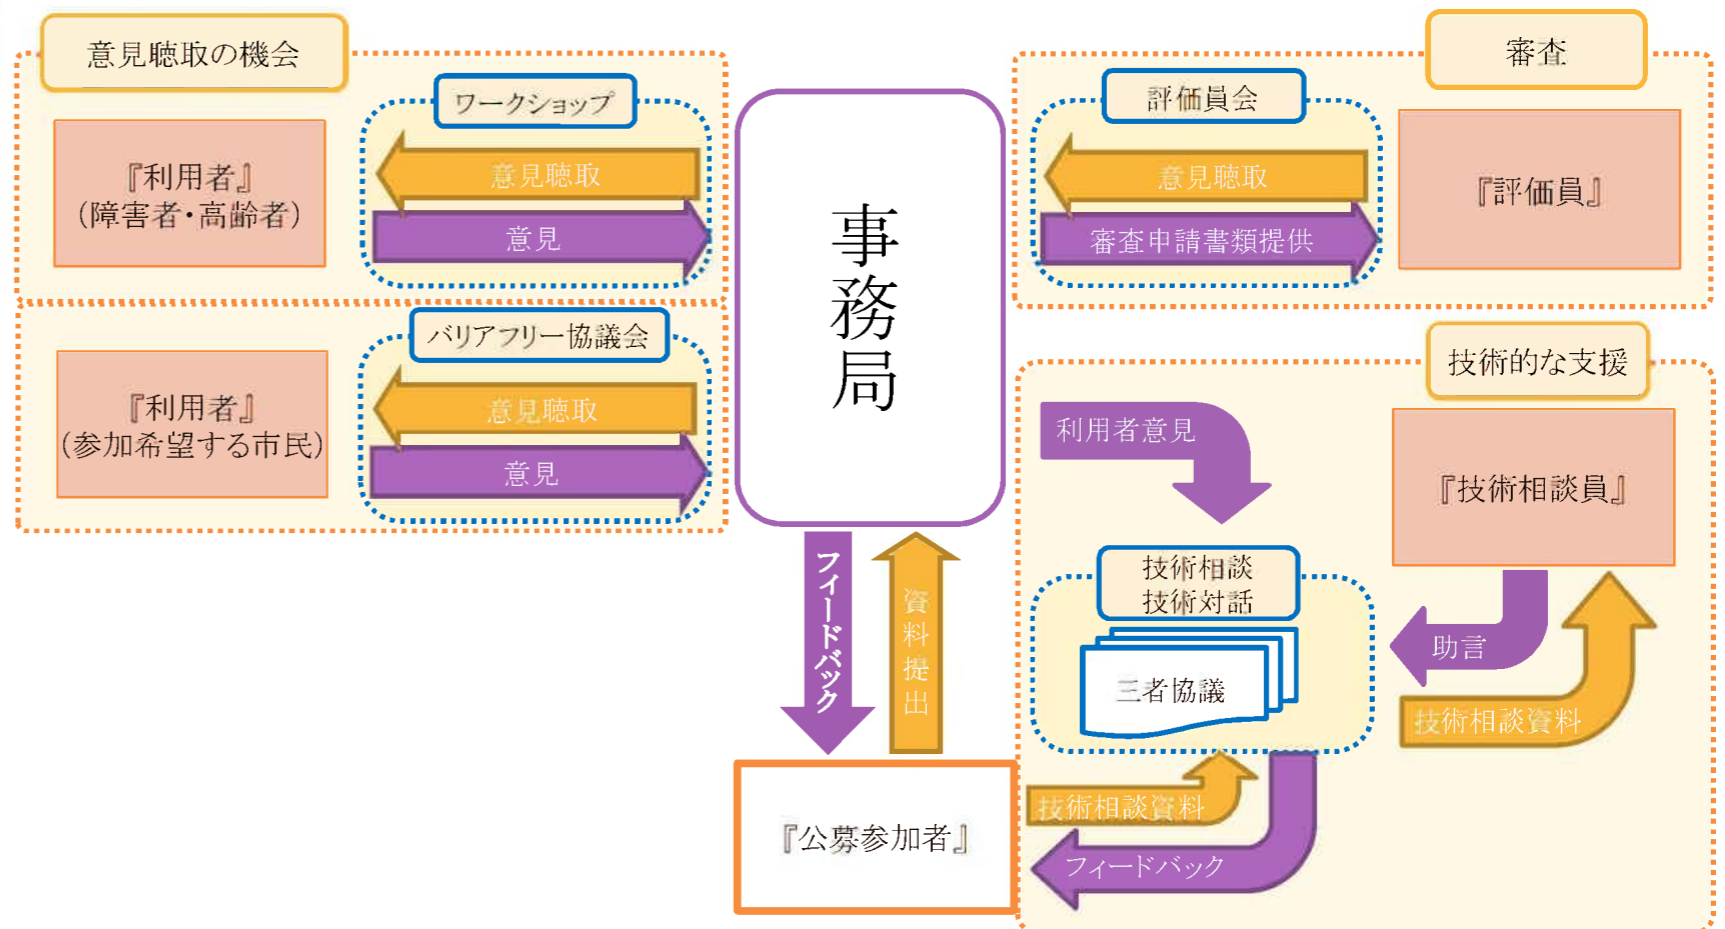 意見聴取の機会
ワークショップ
『利用者』
（障害者・高齢者）
意見聴取
意見
バリアフリー協議会
『利用者』
（参加希望する市民）
意見聴取
意見
事務局
審査
評価員会
意見聴取
審査申請書類提供
『評価員』
技術的な支援
利用者意見
『技術相談員』
技術相談
技術対話
三者協議
助言
技術相談資料
フィードバック
資料提出
『公募参加者』
技術相談資料
フィードバック